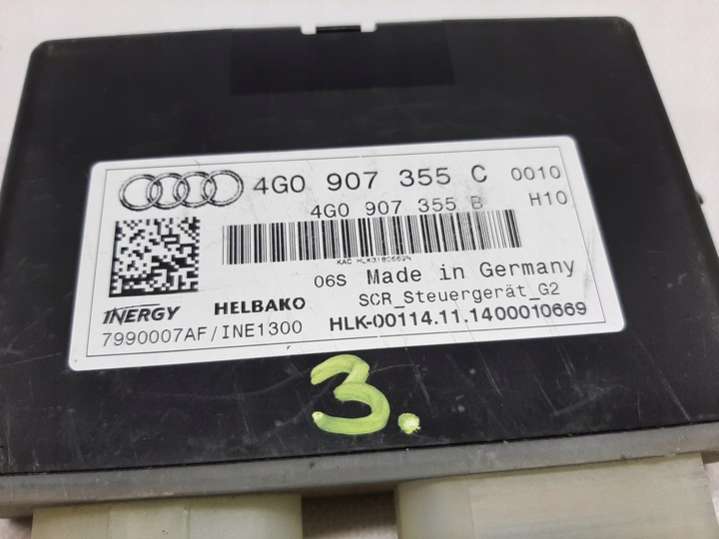 4G0 907 355 C 0010
4G0 907 355 B H10
06S Made in Germany
SCR_Steuergerät_G2
INERGY HELBAKO
7990007AF/INE1300 HLK-00114.11.1400010669
3.